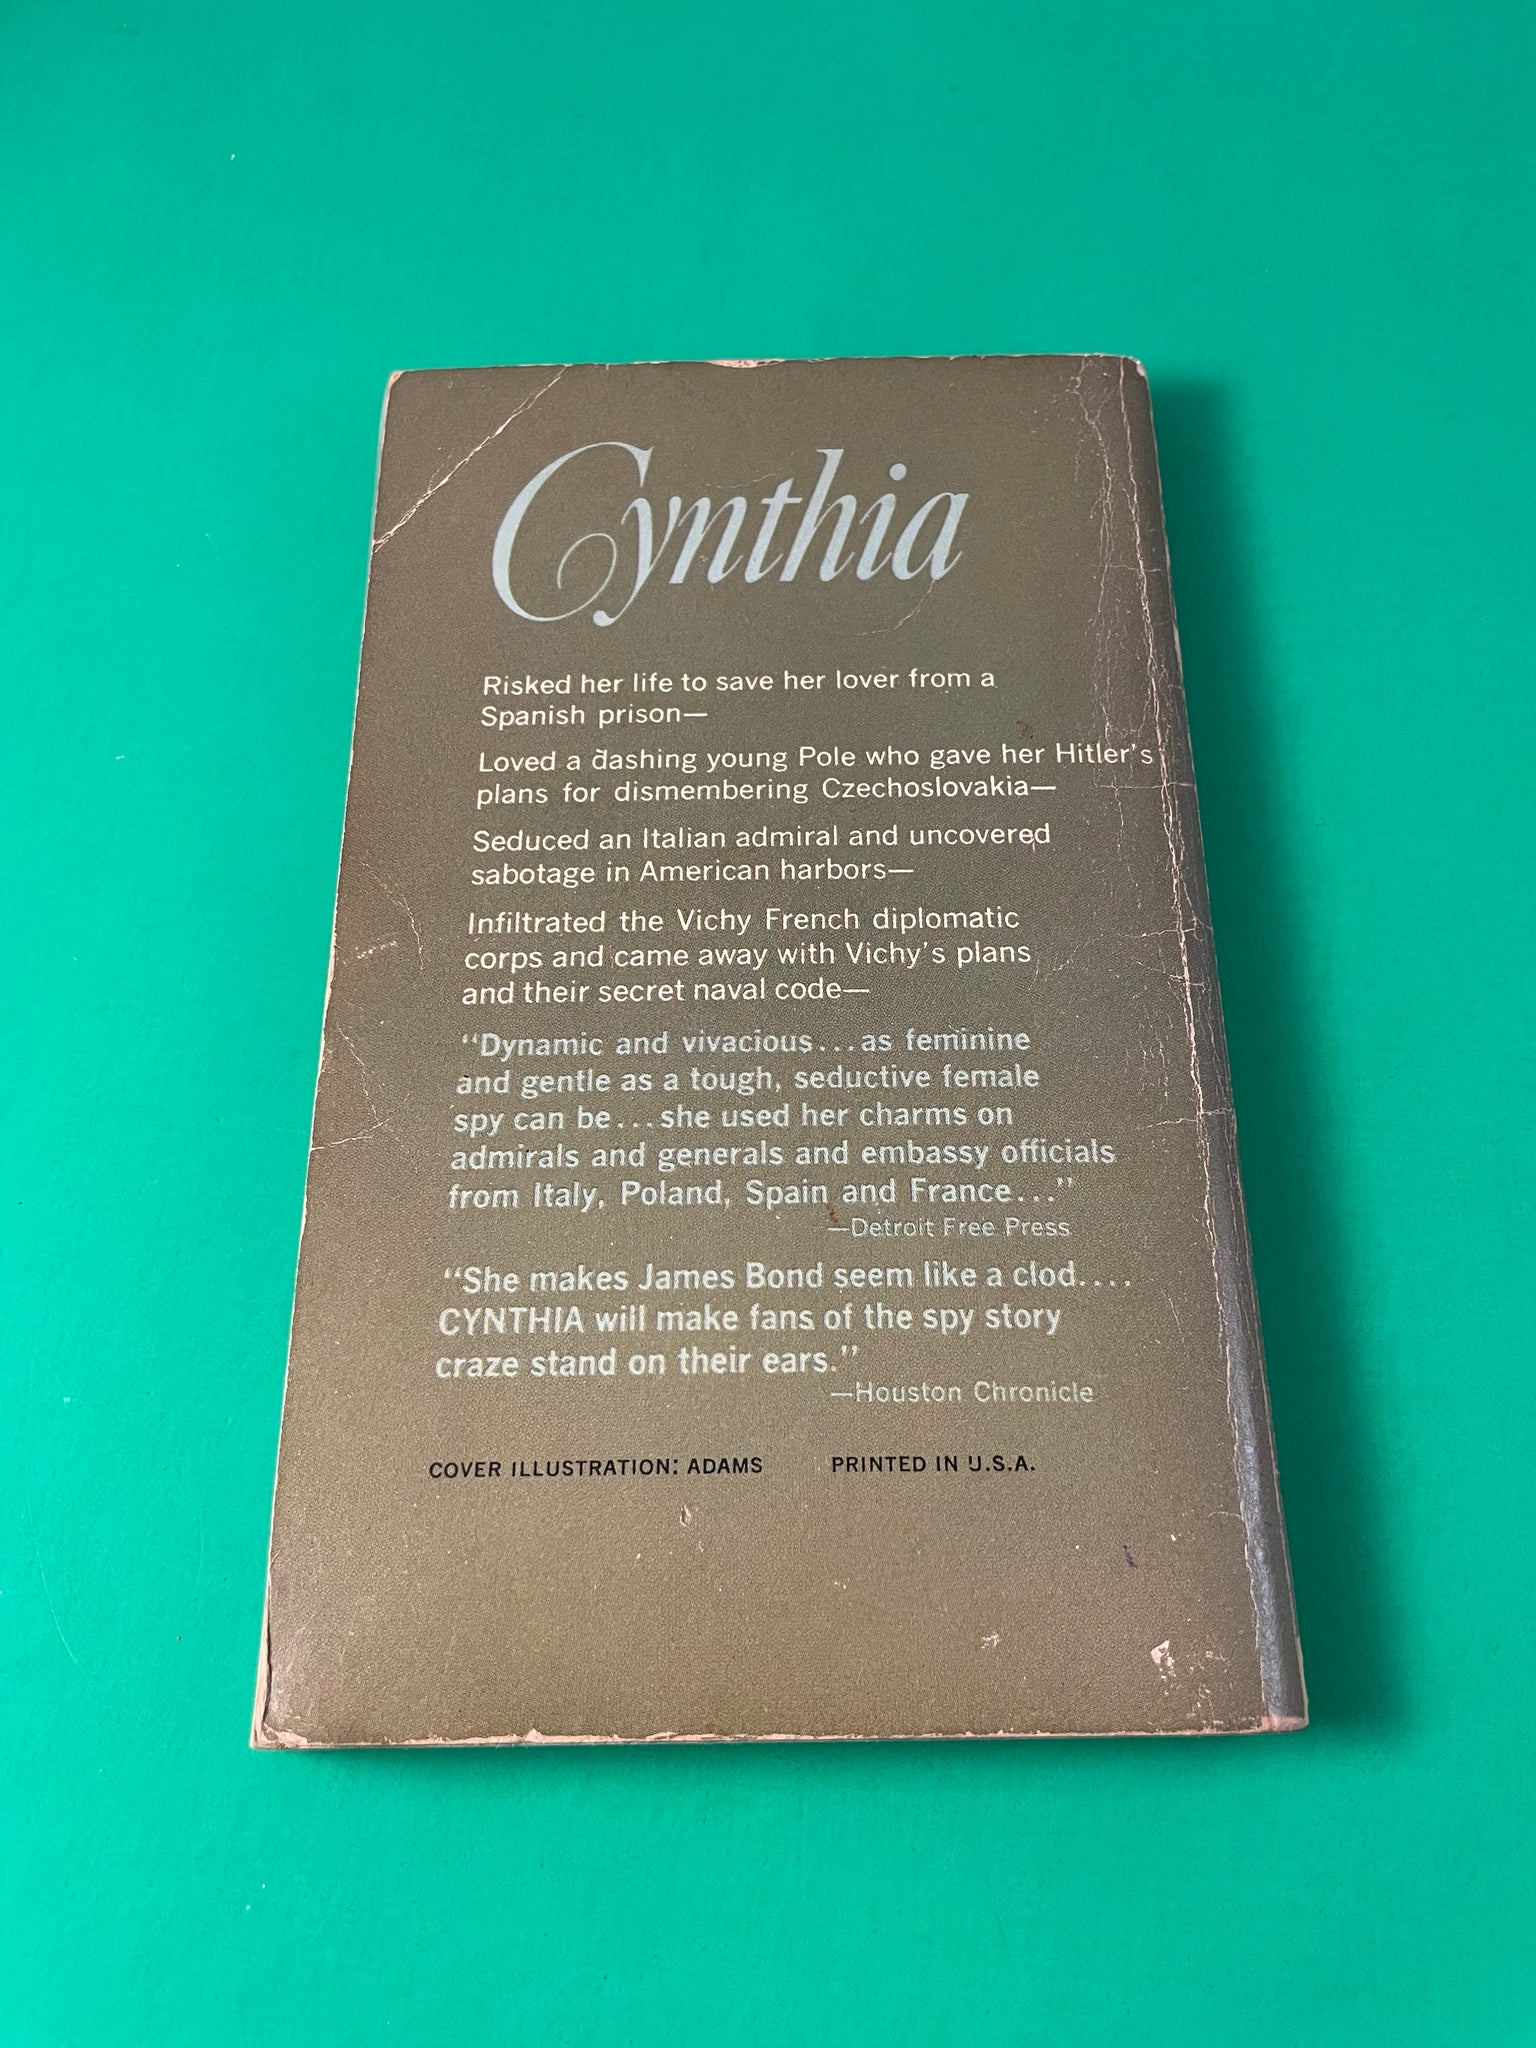 Cynthia
Risked her life to save her lover from a
Spanish prison—
Loved a dashing young Pole who gave her Hitler's
plans for dismembering Czechoslovakia—
Seduced an Italian admiral and uncovered
sabotage in American harbors—
Infiltrated the Vichy French diplomatic
corps and came away with Vichy's plans
and their secret naval code—
"Dynamic and vivacious...as feminine
and gentle as a tough, seductive female
spy can be...she used her charms on
admirals and generals and embassy officials
from Italy, Poland, Spain and France..."
—Detroit Free Press
"She makes James Bond seem like a clod....
CYNTHIA will make fans of the spy story
craze stand on their ears."
—Houston Chronicle
COVER ILLUSTRATION: ADAMS PRINTED IN U.S.A.